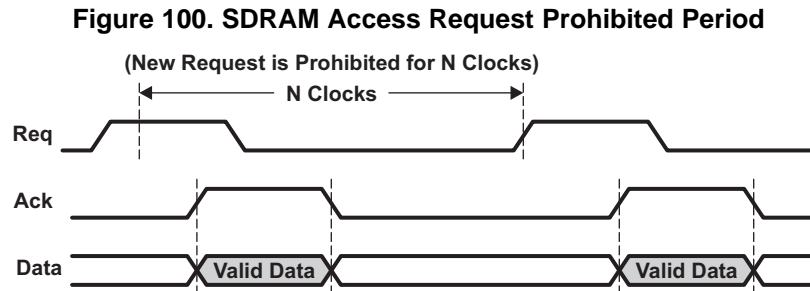 Figure 100. SDRAM Access Request Prohibited Period
(New Request is Prohibited for N Clocks)
N Clocks
Req
Ack
Data
Valid Data
Valid Data